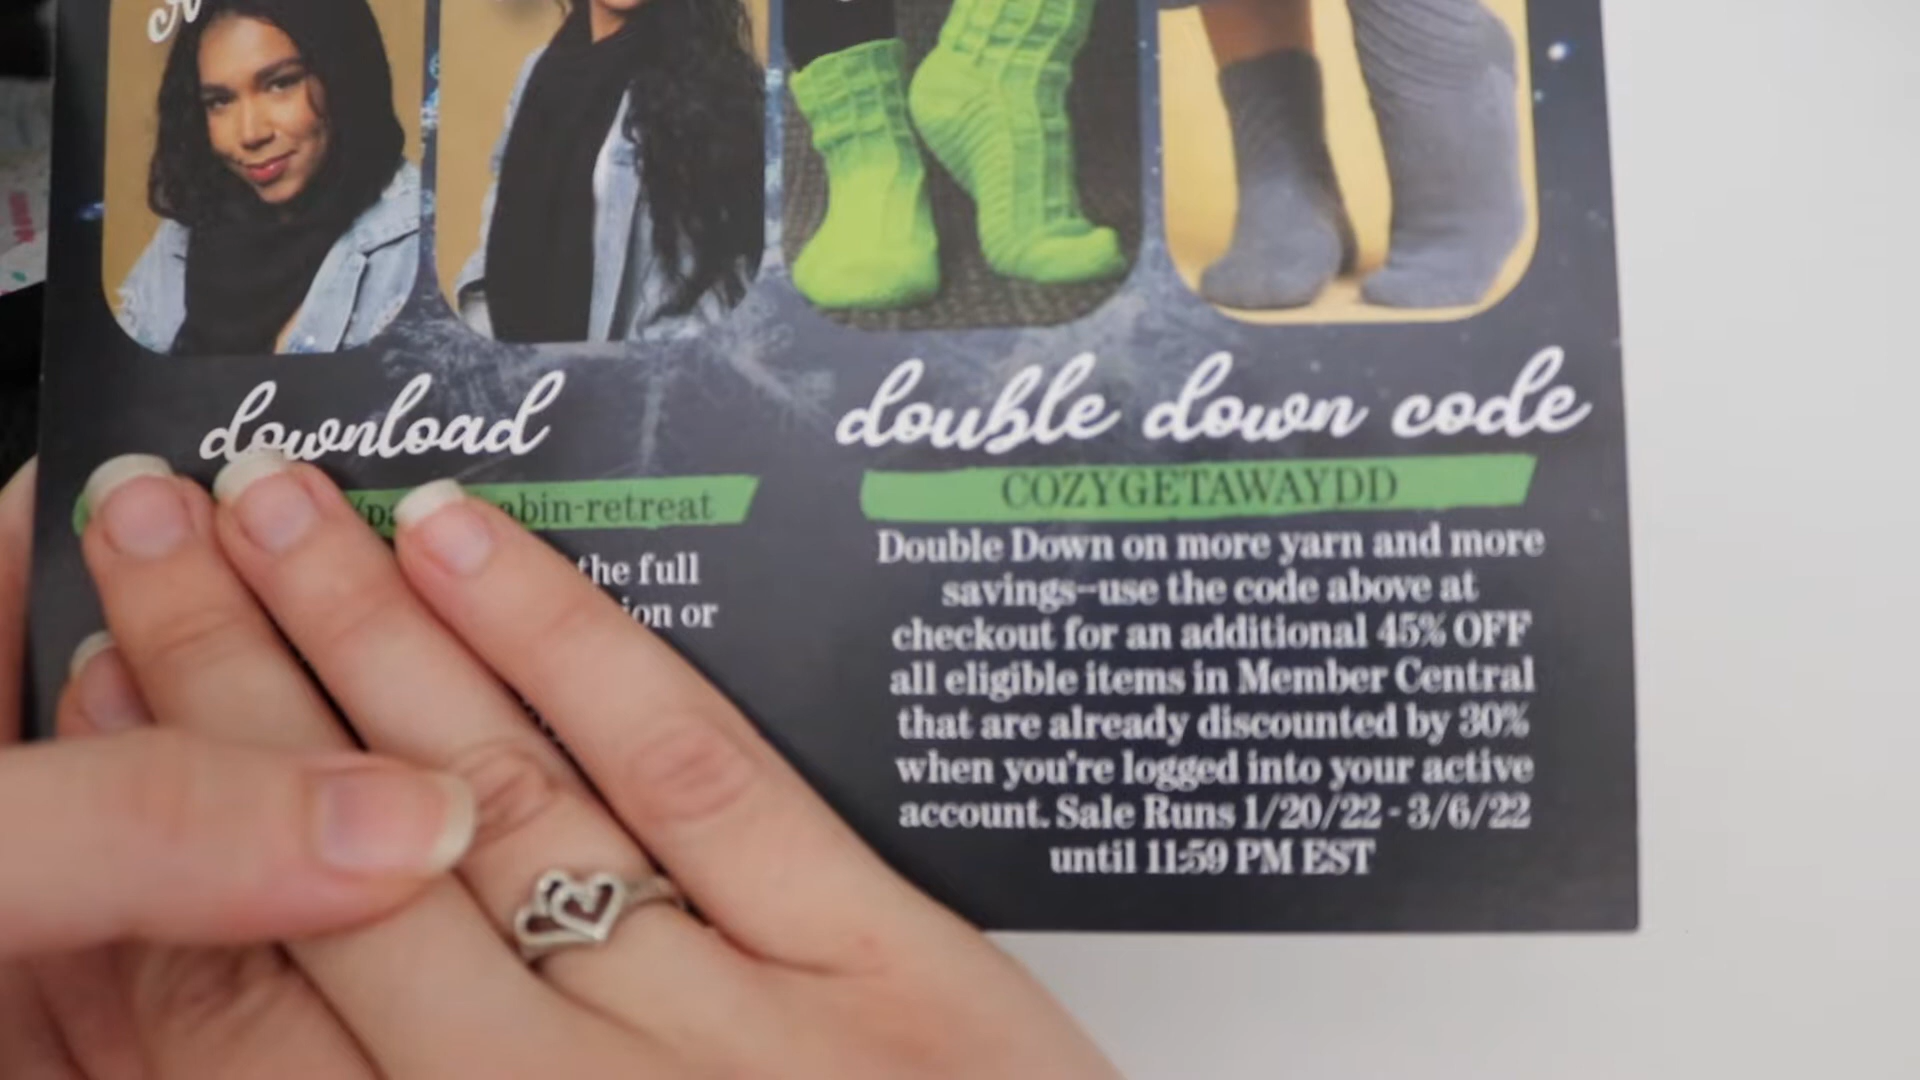 download
abin-retreat
the full
ion or
double down code
COZYGETAWAYDD
Double Down on more yarn and more
savings--use the code above at
checkout for an additional 45% OFF
all eligible items in Member Central
that are already discounted by 30%
when you're logged into your active
account. Sale Runs 1/20/22 - 3/6/22
until 11:59 PM EST